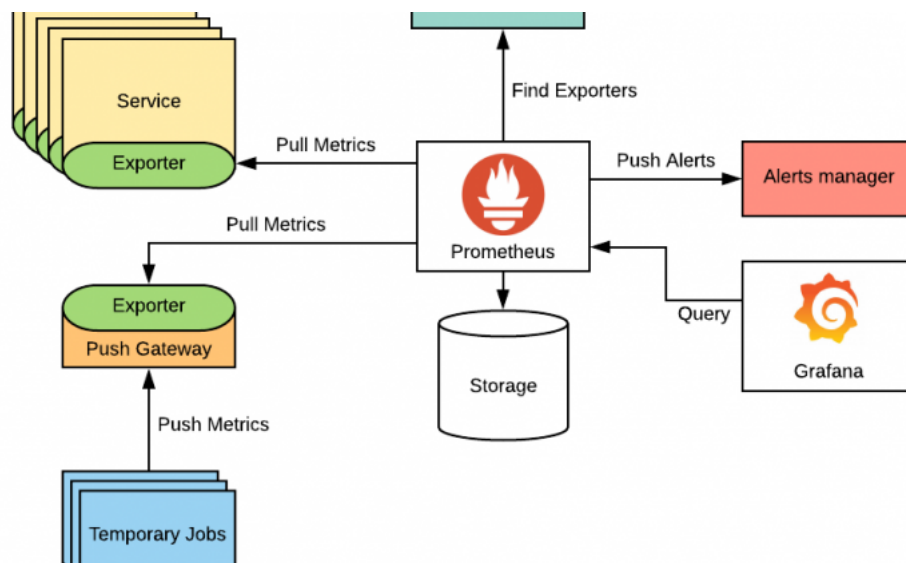 Find Exporters
Service
Pull Metrics
Exporter
Push Alerts
Alerts manager
Pull Metrics
Prometheus
Exporter
Push Gateway
Query
Grafana
Storage
Push Metrics
Temporary Jobs